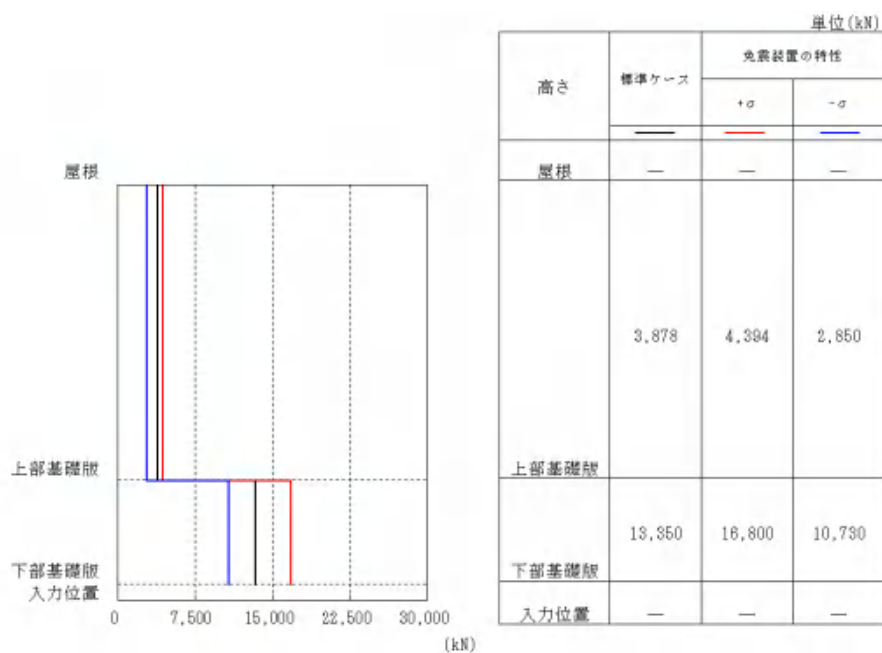 単位(kN)
高さ 標準ケース 免震装置の特性
+σ -σ
屋根 — — —
3,878 4,394 2,850
上部基礎版
13,350 16,800 10,730
下部基礎版
入力位置 — — —
屋根
上部基礎版
下部基礎版
入力位置
0 7,500 15,000 22,500 30,000
(kN)